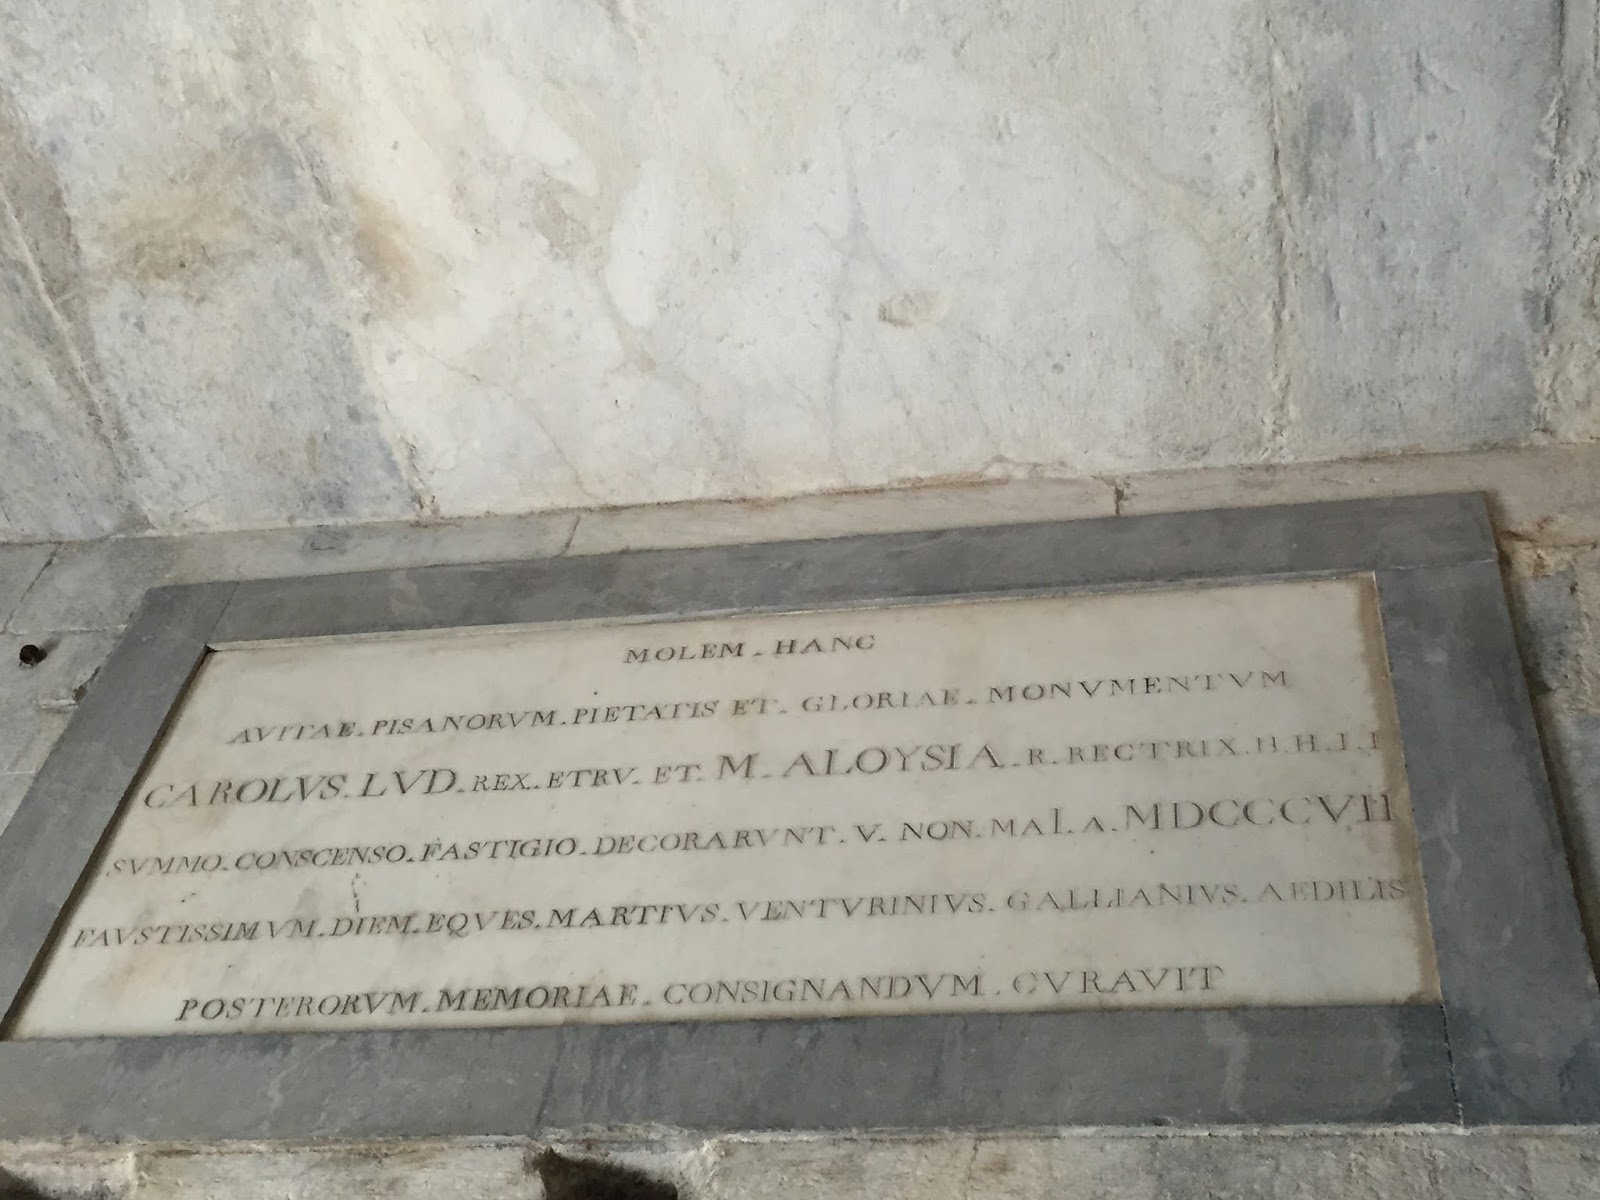 MOLEM . HANC
AVITAE . PISANORVM . PIETATIS ET . GLORIAE . MONVMENTVM
CAROLVS . LVD . REX . ETRV . ET . M . ALOYSIA . R . RECTRIX . H . H . I . I
SVMMO . CONSCENSO . FASTIGIO . DECORARVNT . V . NON . MAI . A . MDCCCVII
FAVSTISSIMVM . DIEM . EQVES . MARTIVS . VENTVRINIVS . GALLIANIVS . AEDILIS
POSTERORVM . MEMORIAE . CONSIGNANDVM . CVRAVIT